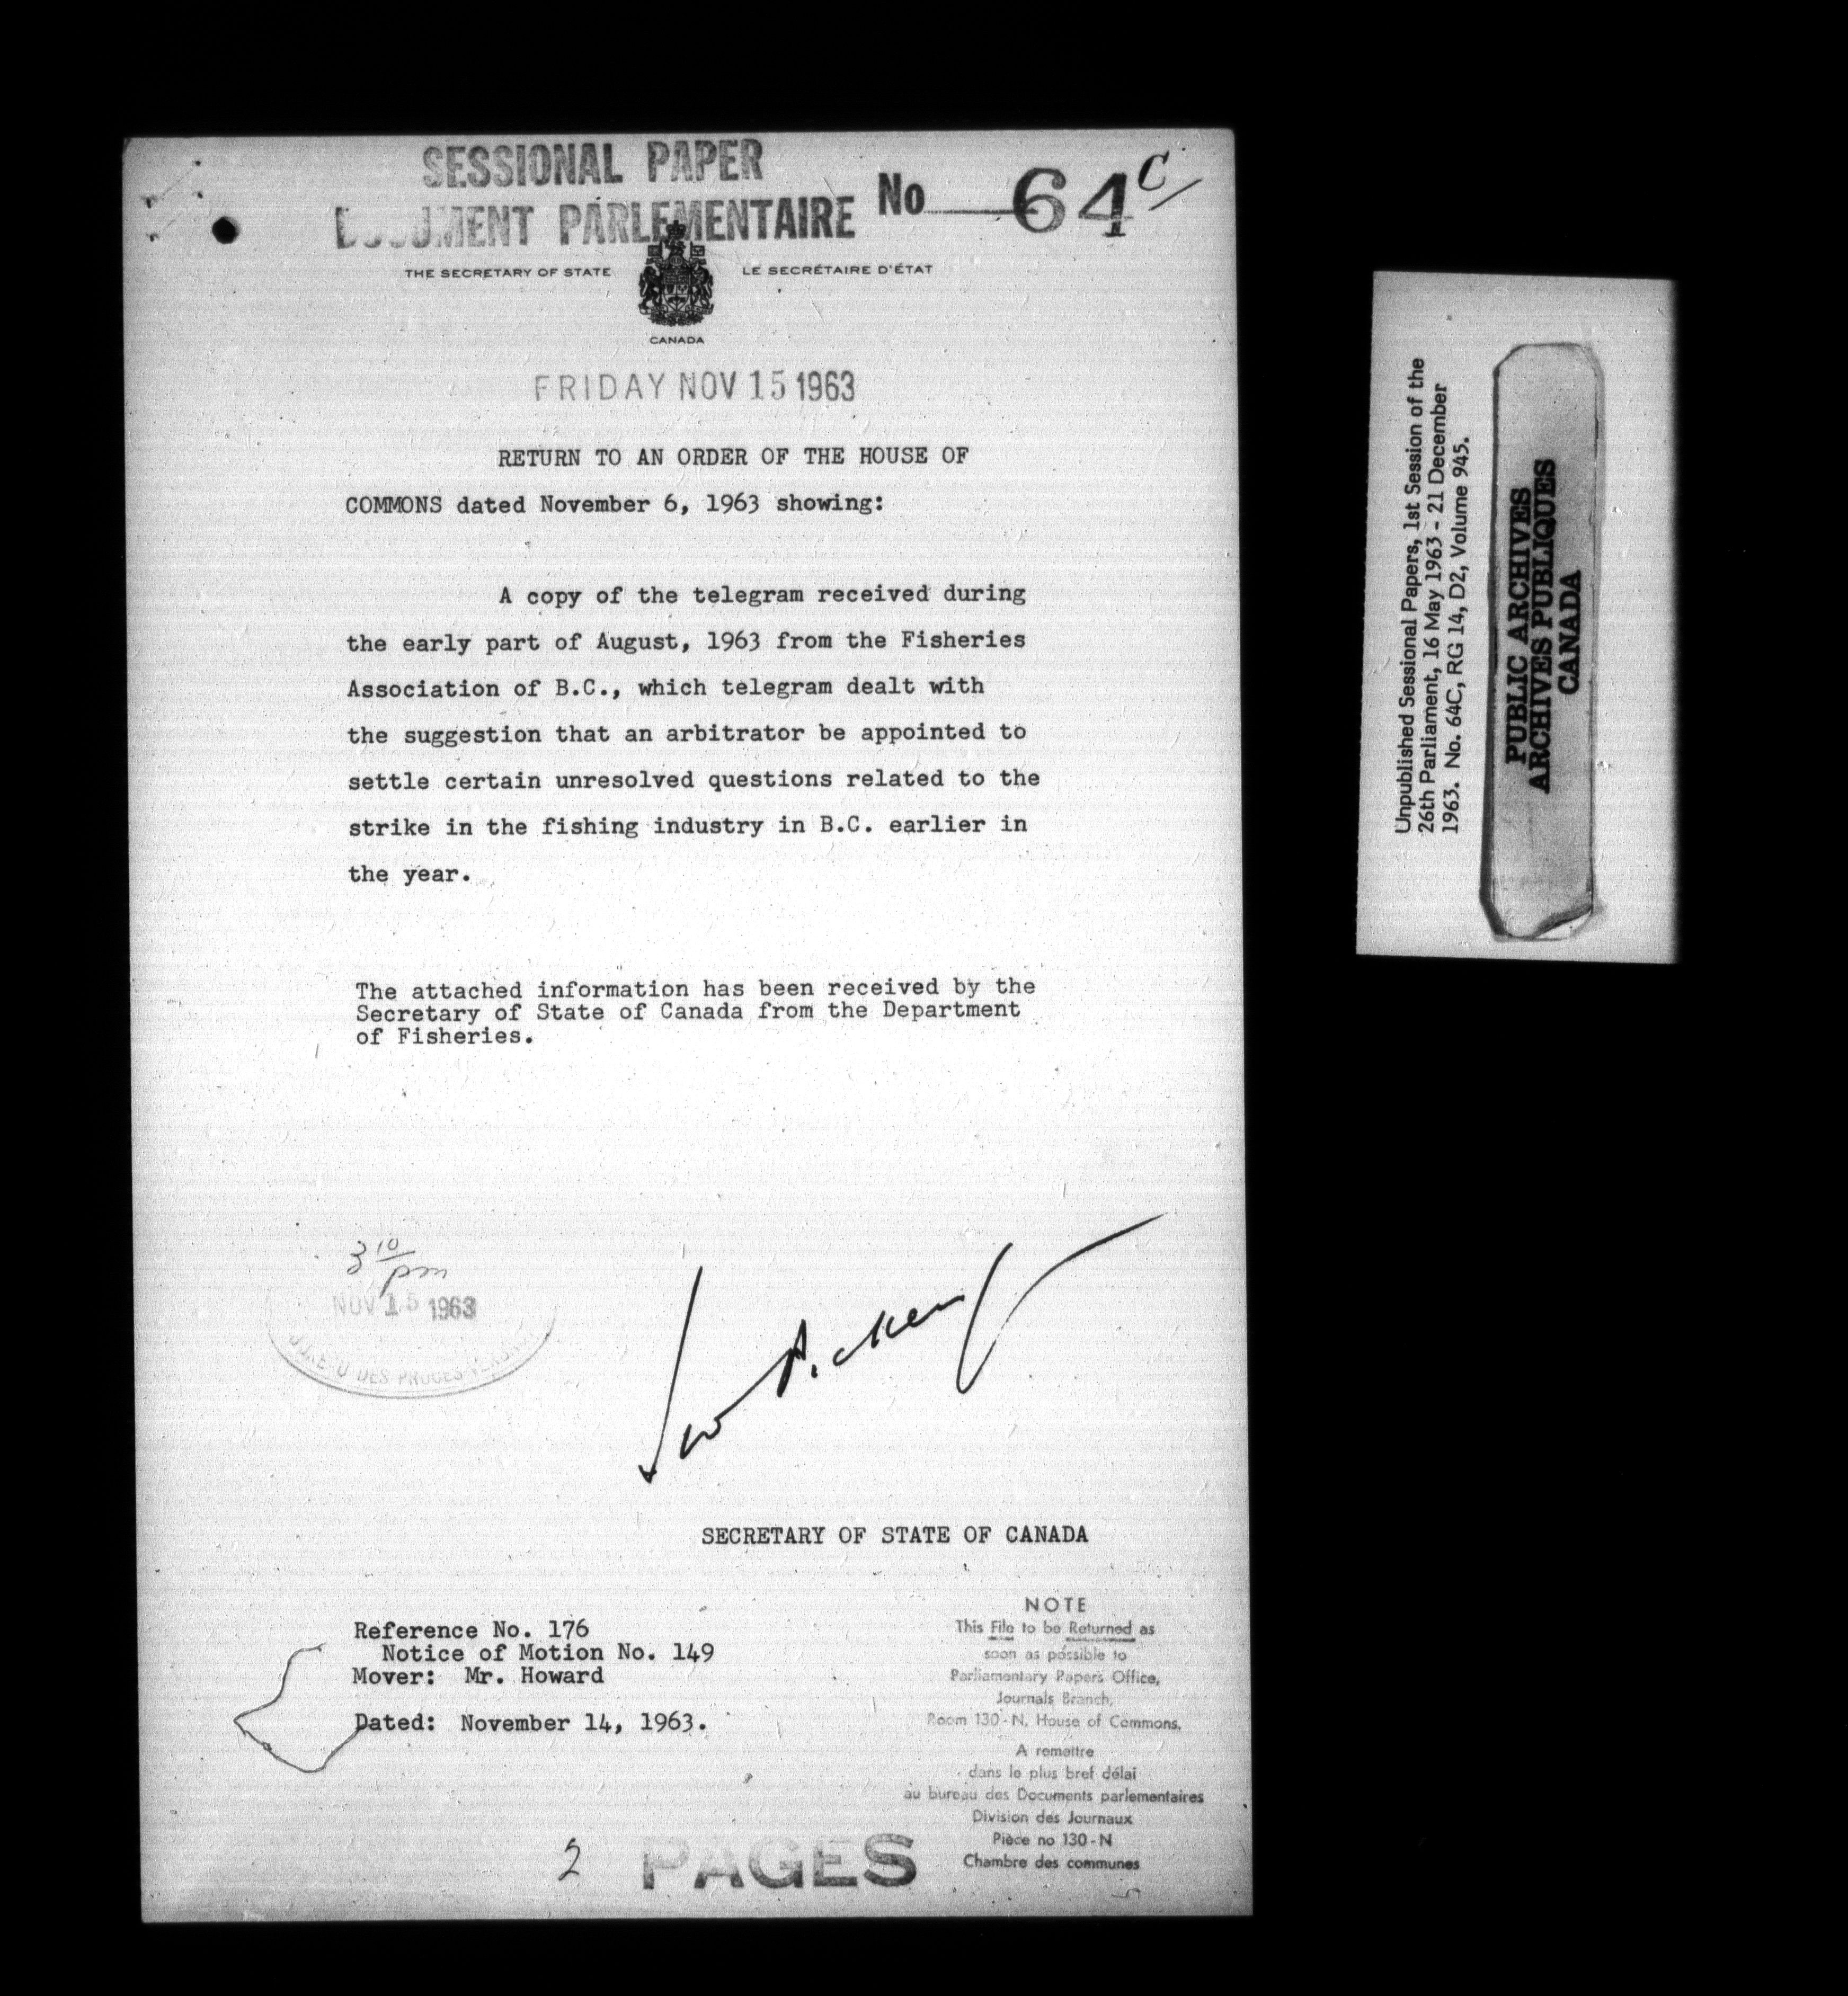 SESSIONAL PAPER
DOCUMENT PARLEMENTAIRE No 64c
THE SECRETARY OF STATE
LE SECRÉTAIRE D'ÉTAT
CANADA
FRIDAY NOV 15 1963
RETURN TO AN ORDER OF THE HOUSE OF
COMMONS dated November 6, 1963 showing:
A copy of the telegram received during
the early part of August, 1963 from the Fisheries
Association of B.C., which telegram dealt with
the suggestion that an arbitrator be appointed to
settle certain unresolved questions related to the
strike in the fishing industry in B.C. earlier in
the year.
The attached information has been received by the
Secretary of State of Canada from the Department
of Fisheries.
3 10
pm
NOV 15 1963
BUREAU DES PROCES-VERBAUX
SECRETARY OF STATE OF CANADA
Reference No. 176
Notice of Motion No. 149
Mover: Mr. Howard
Dated: November 14, 1963.
NOTE
This File to be Returned as
soon as possible to
Parliamentary Papers Office,
Journals Branch,
Room 130-N, House of Commons,
A remettre
dans le plus bref délai
au bureau des Documents parlementaires
Division des Journaux
Pièce no 130-N
Chambre des communes
2 PAGES
Unpublished Sessional Papers, 1st Session of the
26th Parliament, 16 May 1963 - 21 December
1963. No. 64C, RG 14, D2, Volume 945.
PUBLIC ARCHIVES
ARCHIVES PUBLIQUES
CANADA